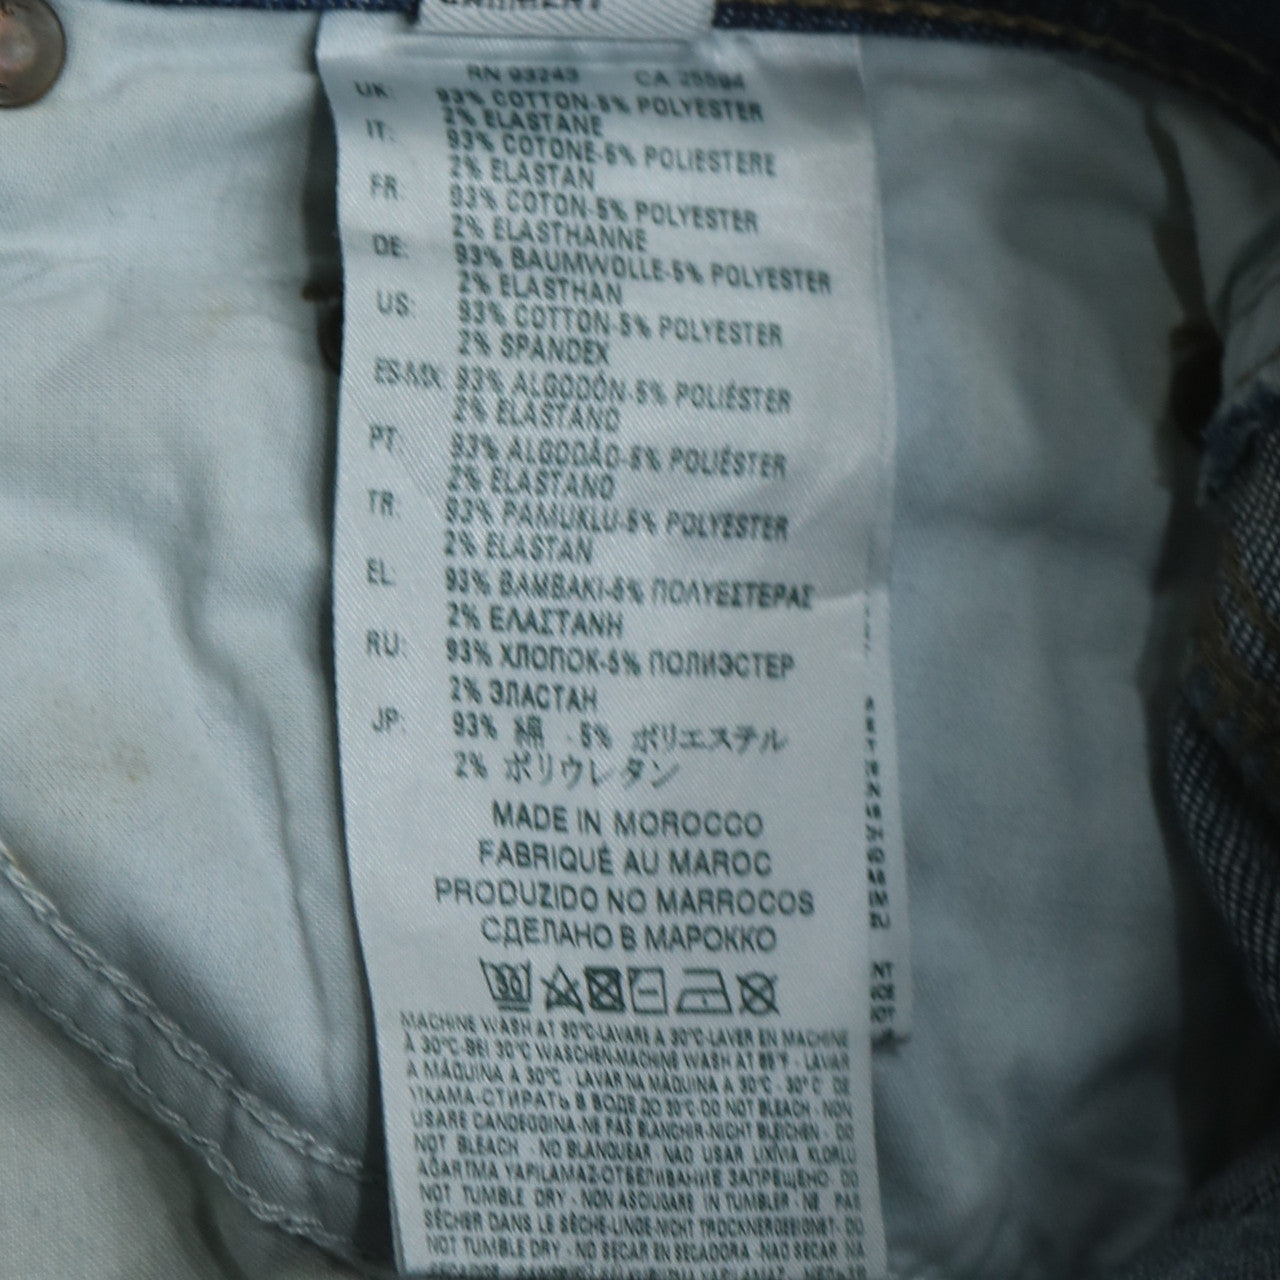 GARMENT
RN 93243 CA 25594
UK: 93% COTTON-5% POLYESTER
2% ELASTANE
IT: 93% COTONE-5% POLIESTERE
2% ELASTAN
FR 93% COTON-5% POLYESTER
2% ELASTHANNE
DE: 93% BAUMWOLLE-5% POLYESTER
2% ELASTHAN
US: 93% COTTON-5% POLYESTER
2% SPANDEX
ES-MX: 93% ALGODÓN-5% POLIÉSTER
2% ELASTANO
PT: 93% ALGODÃO-5% POLIÉSTER
2% ELASTANO
TR: 93% PAMUKLU-5% POLYESTER
2% ELASTAN
EL: 93% BAMBAKI-5% ΠΟΛΥΕΣΤΕΡΑΣ
2% ΕΛΑΣΤΑΝΗ
RU: 93% ХЛОПОК-5% ПОЛИЭСТЕР
2% ЭЛАСТАН
JP: 93% 綿 - 5% ポリエステル
2% ポリウレタン
MADE IN MOROCCO
FABRIQUÉ AU MAROC
PRODUZIDO NO MARROCOS
СДЕЛАНО В МАРОККО
30
MACHINE WASH AT 30°C-LAVARE A 30°C-LAVER EN MACHINE
À 30°C-BEI 30°C WASCHEN-MACHINE WASH AT 85°F - LAVAR
A MÁQUINA A 30°C - LAVAR NA MÁQUINA A 30°C - 30°C DE
YIKAMA-СТИРАТЬ В ВОДЕ ДО 30°C-DO NOT BLEACH - NON
USARE CANDEGGINA-NE PAS BLANCHIR-NICHT BLEICHEN - DO
NOT BLEACH - NO BLANQUEAR - NÃO USAR LIXÍVIA KLORLU
AĞARTMA YAPILAMAZ-ОТБЕЛИВАНИЕ ЗАПРЕЩЕНО- DO
NOT TUMBLE DRY - NON ASCIUGARE IN TUMBLER - NE PAS
SÉCHER DANS LE SÈCHE-LINGE-NICHT TROCKNERGEEIGNET- DO
NOT TUMBLE DRY - NO SECAR EN SECADORA - NÃO SECAR NA